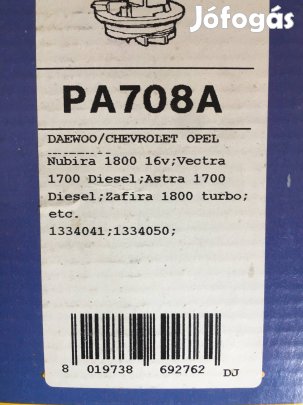 Jófogás
PA708A
DAEWOO/CHEVROLET OPEL
Nubira 1800 16v;Vectra
1700 Diesel;Astra 1700
Diesel;Zafira 1800 turbo;
etc.
1334041;1334050;
8 019738 692762 DJ